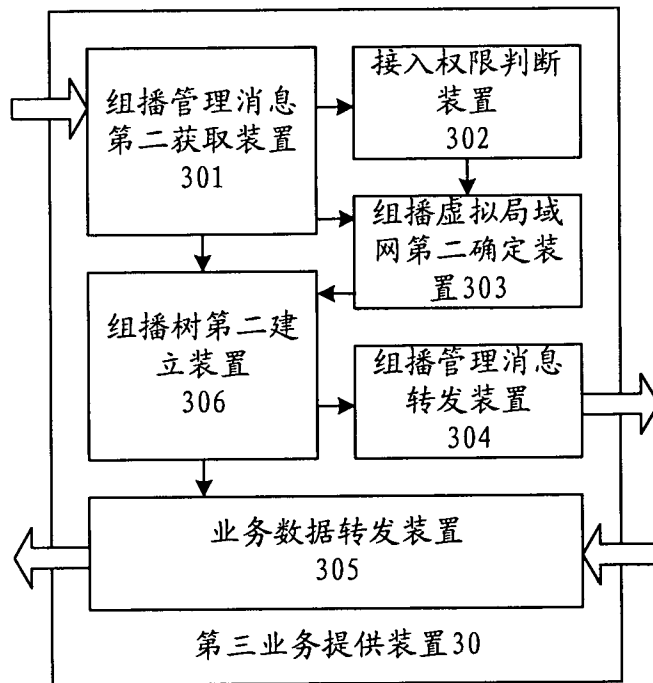 组播管理消息
第二获取装置
301
接入权限判断
装置
302
组播虚拟局域
网第二确定装
置303
组播树第二建
立装置
306
组播管理消息
转发装置
304
业务数据转发装置
305
第三业务提供装置30